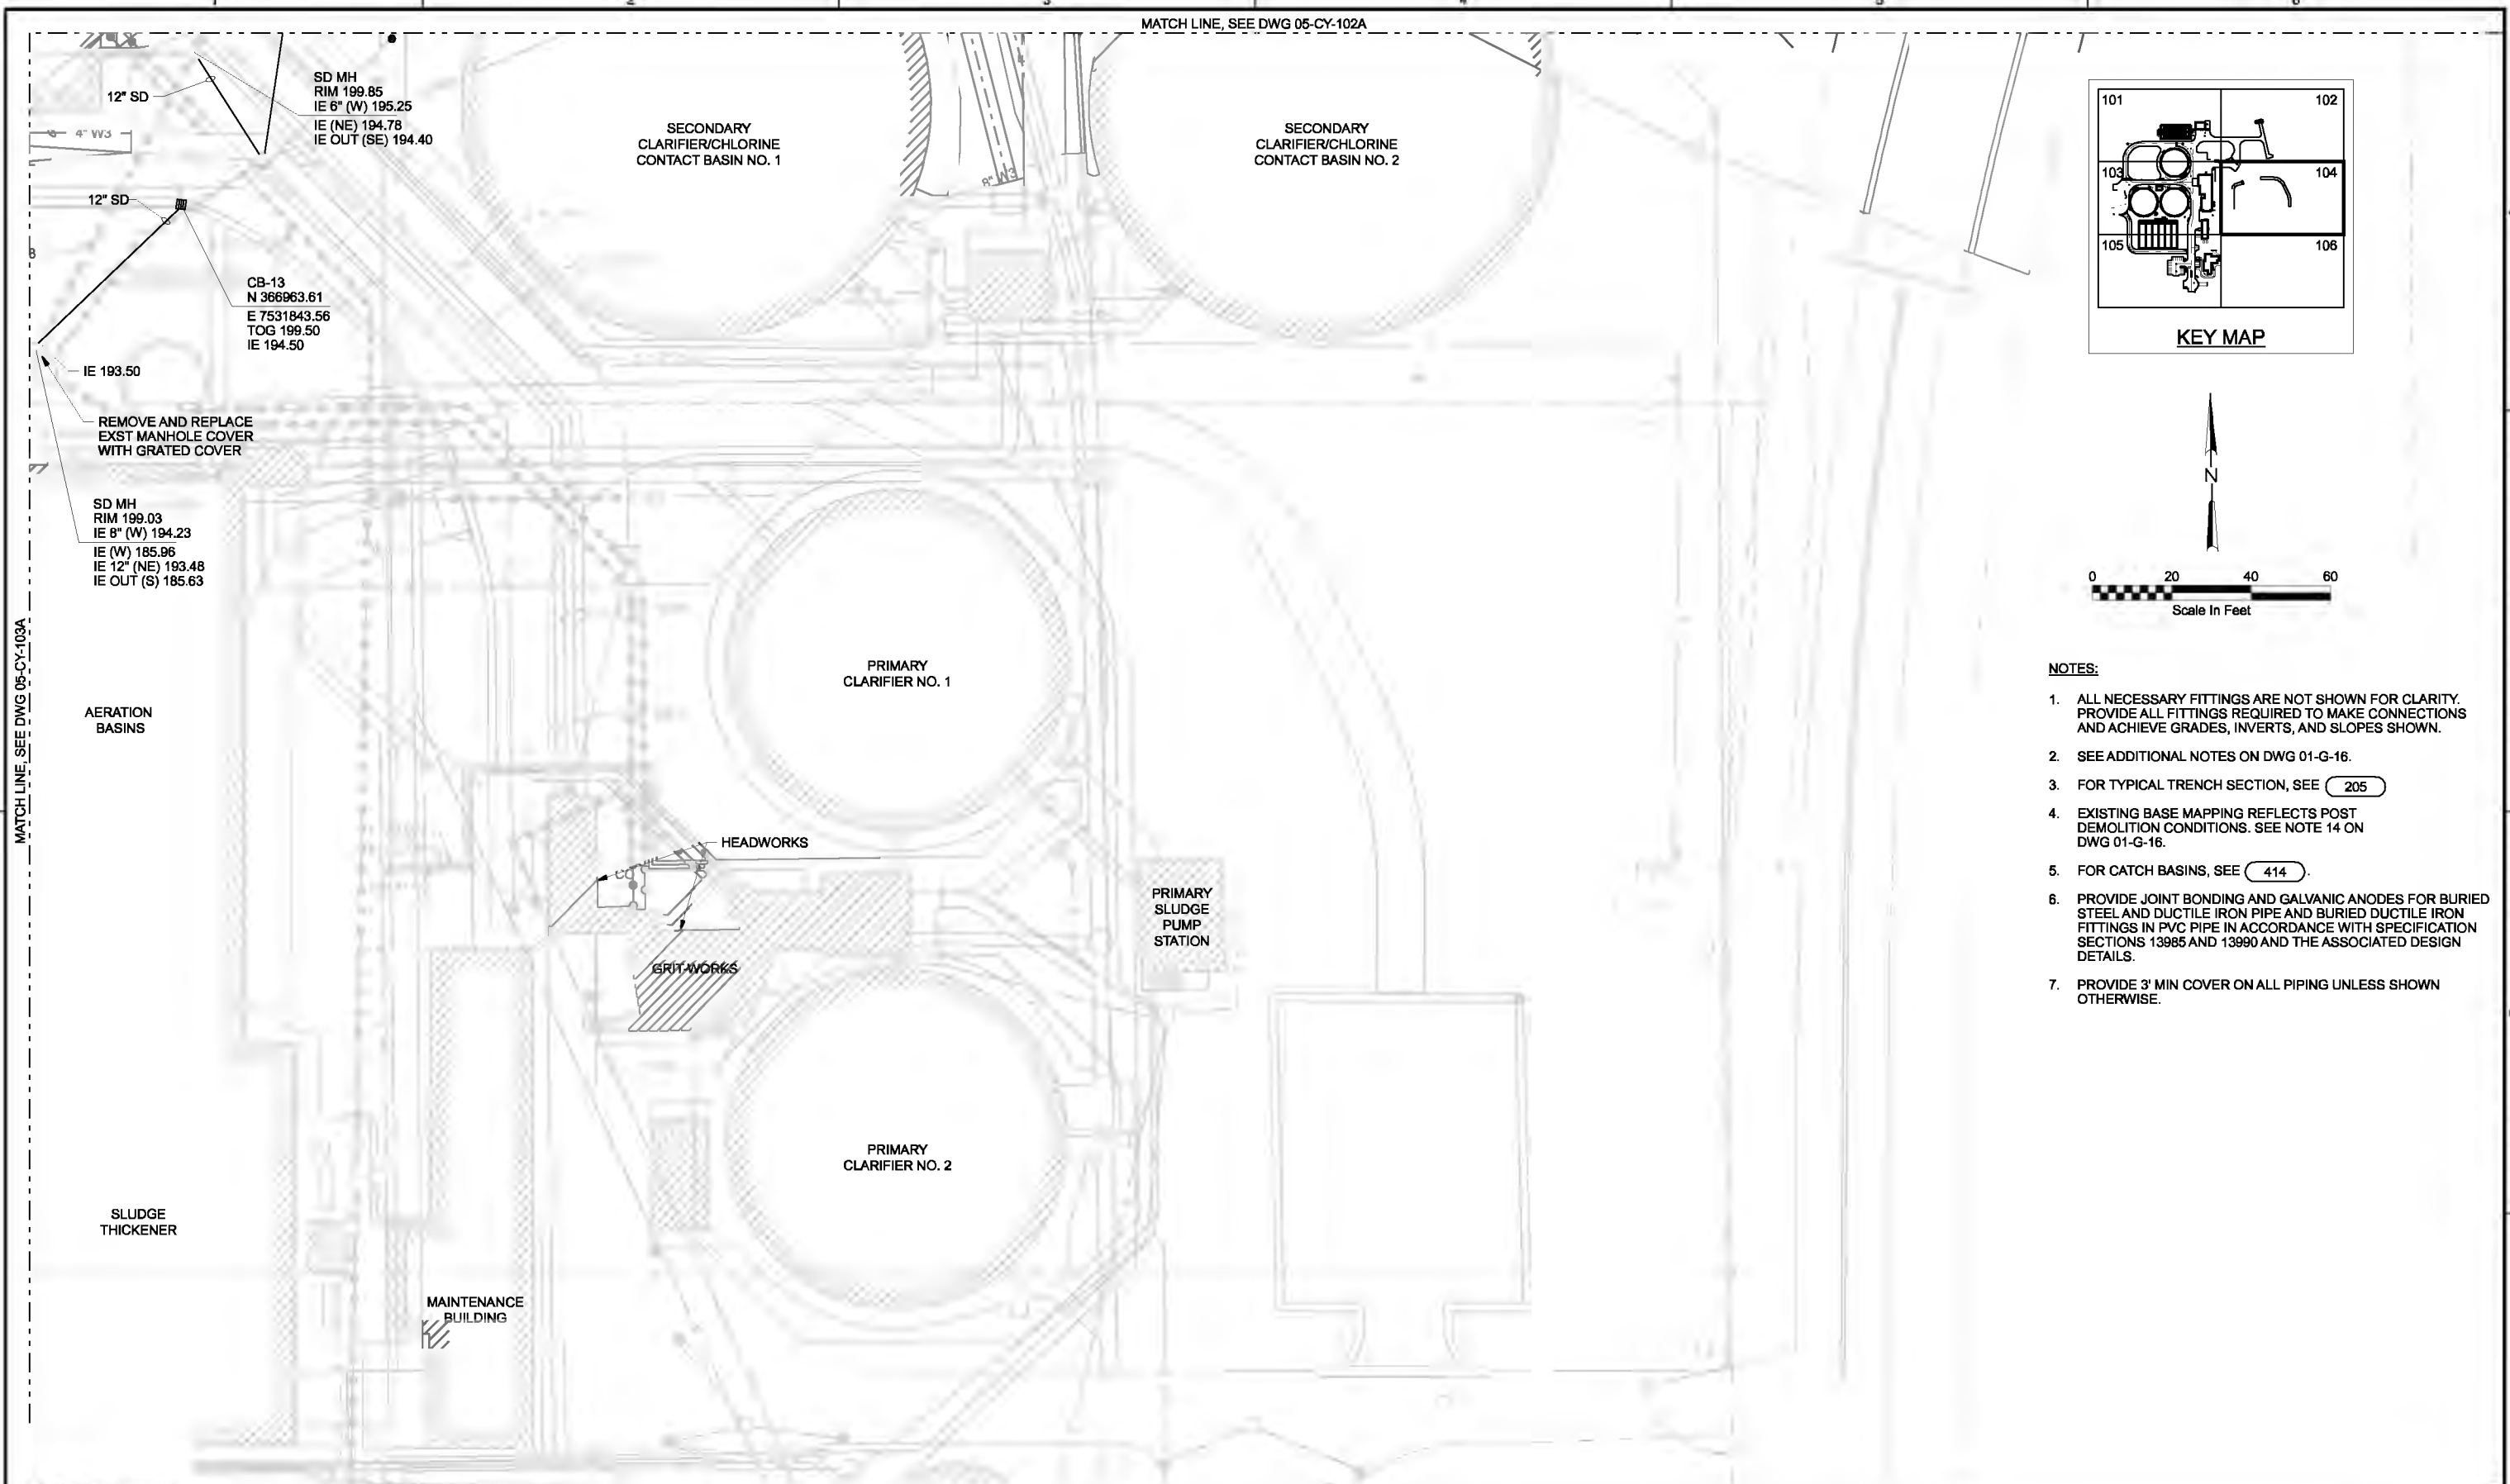 MATCH LINE, SEE DWG 05-CY-102A
12" SD
SD MH
RIM 199.85
IE 6" (W) 195.25
IE (NE) 194.78
IE OUT (SE) 194.40
4" W3
12" SD
CB-13
N 366963.61
E 7531843.56
TOG 199.50
IE 194.50
IE 193.50
REMOVE AND REPLACE
EXST MANHOLE COVER
WITH GRATED COVER
SD MH
RIM 199.03
IE 8" (W) 194.23
IE (W) 185.96
IE 12" (NE) 193.48
IE OUT (S) 185.63
MATCH LINE, SEE DWG 05-CY-103A
SECONDARY
CLARIFIER/CHLORINE
CONTACT BASIN NO. 1
8" W3
SECONDARY
CLARIFIER/CHLORINE
CONTACT BASIN NO. 2
AERATION
BASINS
PRIMARY
CLARIFIER NO. 1
HEADWORKS
CO
GRIT WORKS
PRIMARY
SLUDGE
PUMP
STATION
PRIMARY
CLARIFIER NO. 2
SLUDGE
THICKENER
MAINTENANCE
BUILDING
101
102
103
104
105
106
KEY MAP
N
0 20 40 60
Scale In Feet
NOTES:
1. ALL NECESSARY FITTINGS ARE NOT SHOWN FOR CLARITY.
PROVIDE ALL FITTINGS REQUIRED TO MAKE CONNECTIONS
AND ACHIEVE GRADES, INVERTS, AND SLOPES SHOWN.
2. SEE ADDITIONAL NOTES ON DWG 01-G-16.
3. FOR TYPICAL TRENCH SECTION, SEE 205
4. EXISTING BASE MAPPING REFLECTS POST
DEMOLITION CONDITIONS. SEE NOTE 14 ON
DWG 01-G-16.
5. FOR CATCH BASINS, SEE 414.
6. PROVIDE JOINT BONDING AND GALVANIC ANODES FOR BURIED
STEEL AND DUCTILE IRON PIPE AND BURIED DUCTILE IRON
FITTINGS IN PVC PIPE IN ACCORDANCE WITH SPECIFICATION
SECTIONS 13985 AND 13990 AND THE ASSOCIATED DESIGN
DETAILS.
7. PROVIDE 3' MIN COVER ON ALL PIPING UNLESS SHOWN
OTHERWISE.